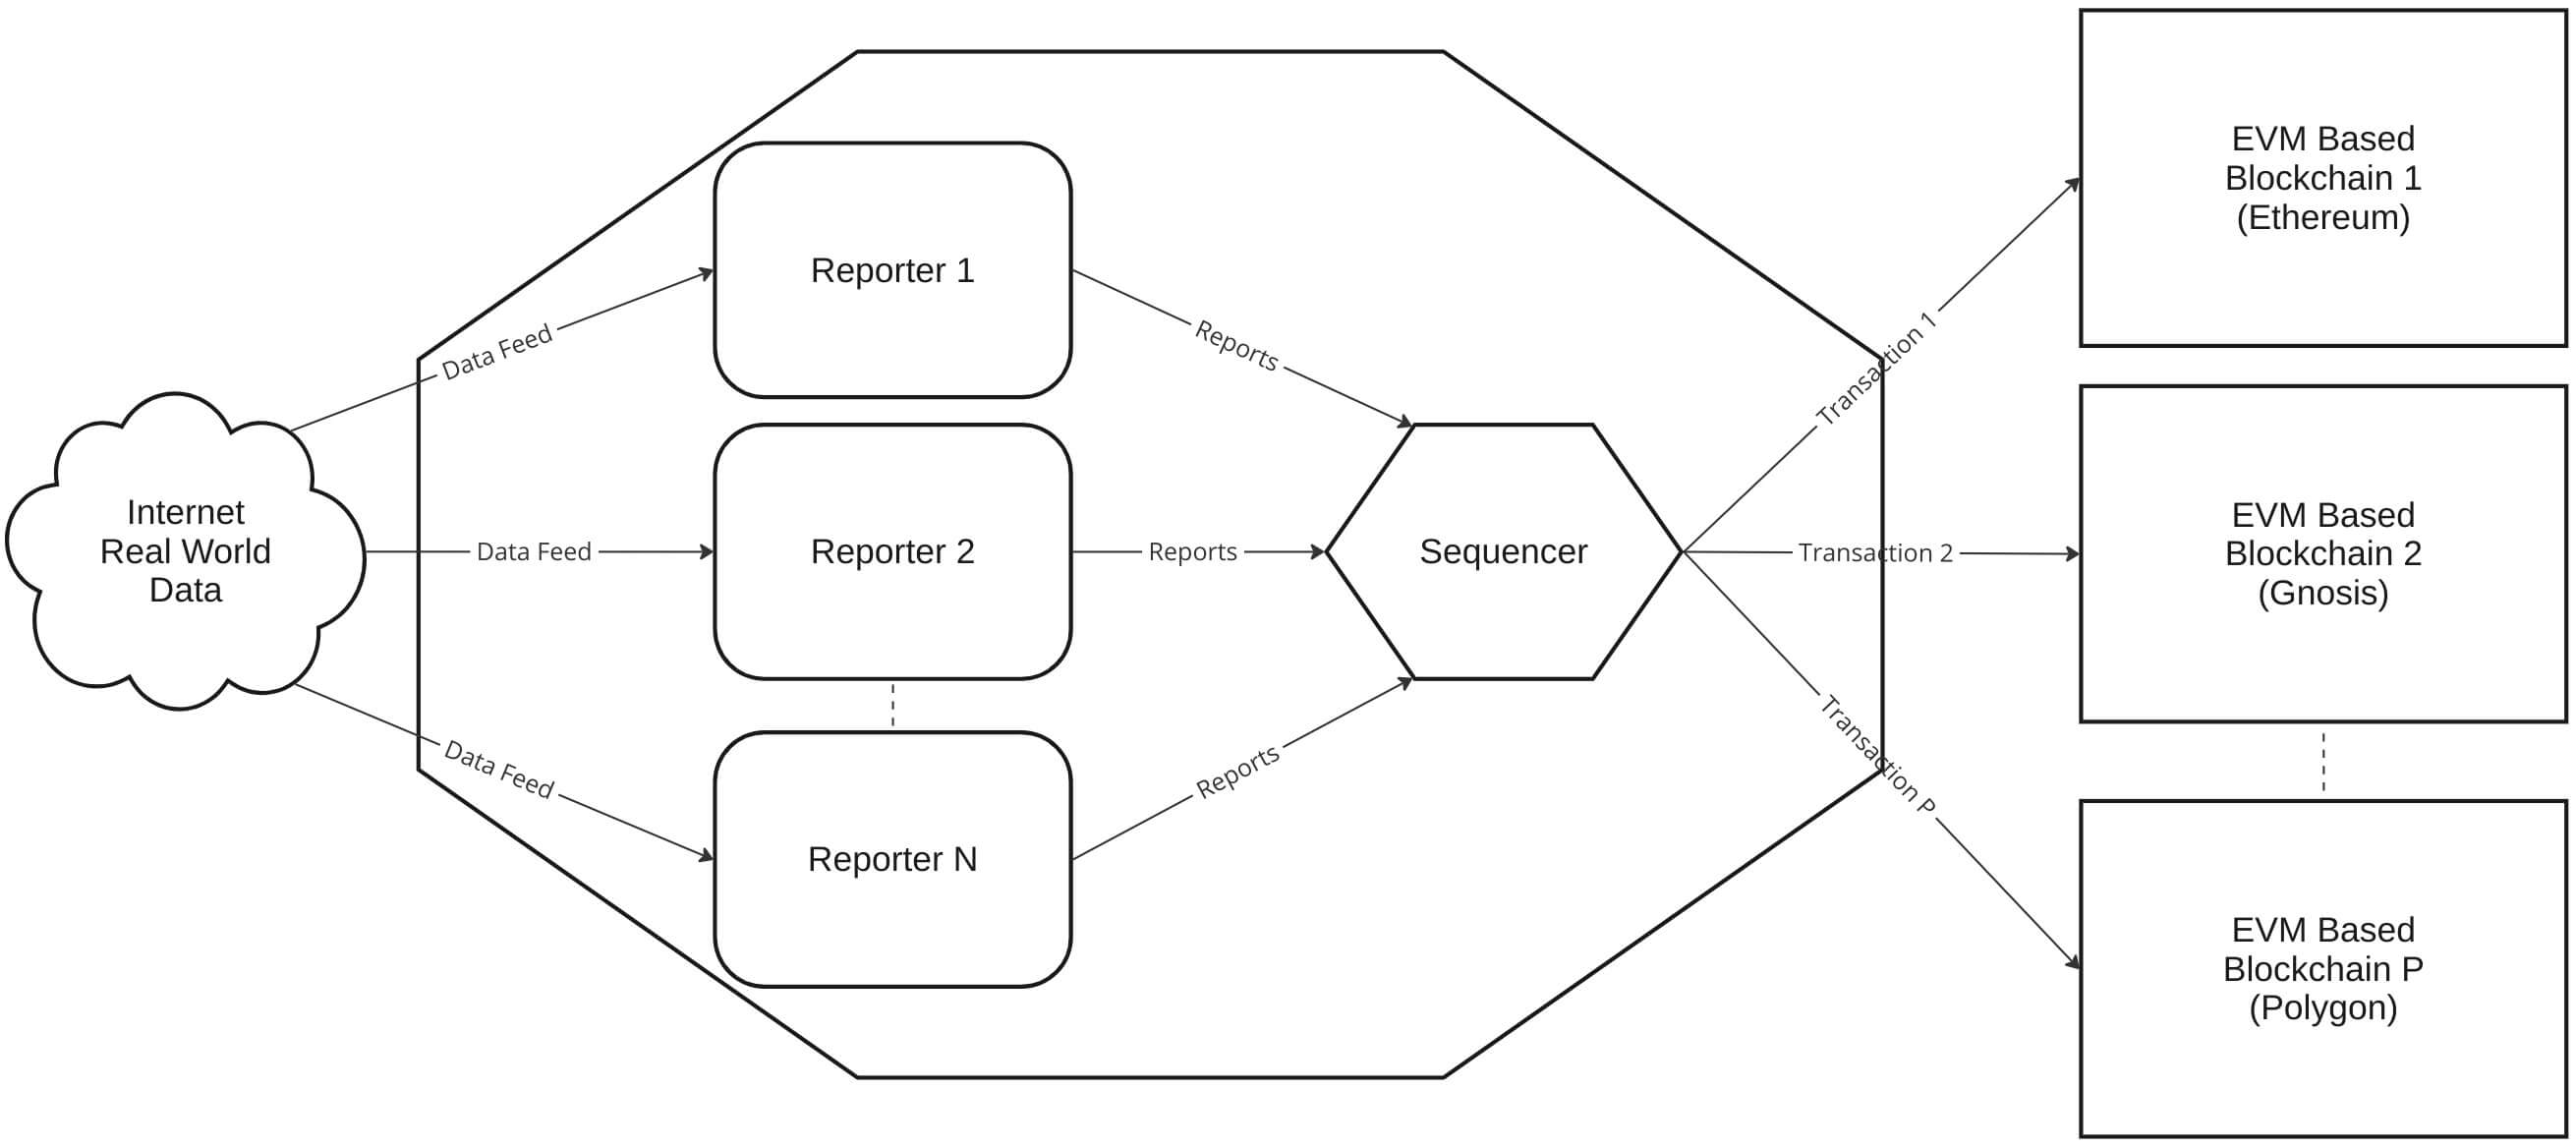 Internet
Real World
Data
Data Feed
Data Feed
Data Feed
Reporter 1
Reporter 2
Reporter N
Reports
Reports
Reports
Sequencer
Transaction 1
Transaction 2
Transaction P
EVM Based
Blockchain 1
(Ethereum)
EVM Based
Blockchain 2
(Gnosis)
EVM Based
Blockchain P
(Polygon)